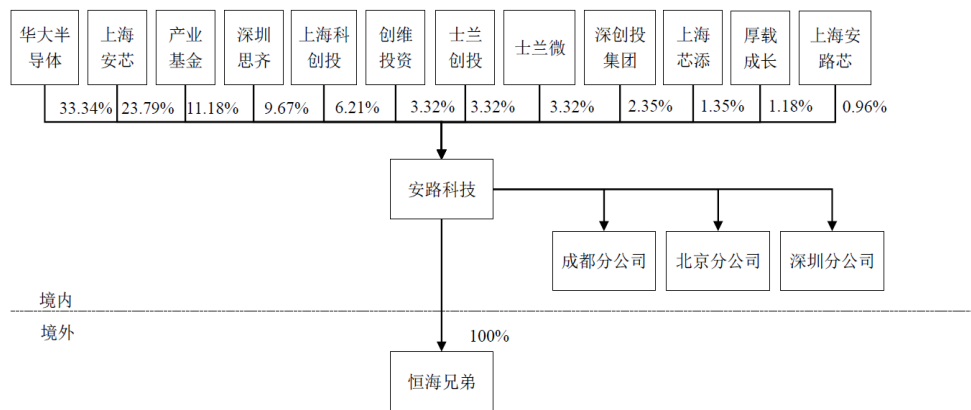 华大半
导体
上海
安芯
产业
基金
深圳
思齐
上海科
创投
创维
投资
士兰
创投
士兰微
深创投
集团
上海
芯添
厚载
成长
上海安
路芯
33.34%
23.79%
11.18%
9.67%
6.21%
3.32%
3.32%
3.32%
2.35%
1.35%
1.18%
0.96%
安路科技
成都分公司
北京分公司
深圳分公司
境内
境外
100%
恒海兄弟